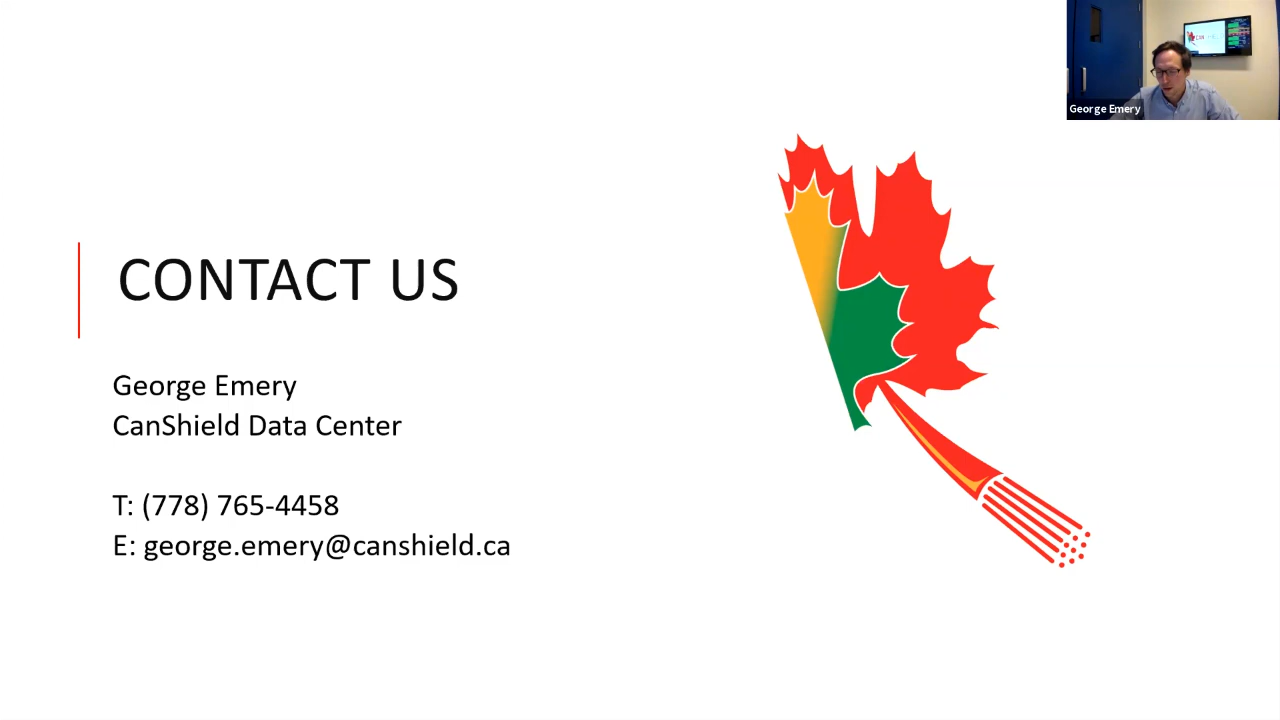 George Emery
CONTACT US
George Emery
CanShield Data Center
T: (778) 765-4458
E: george.emery@canshield.ca